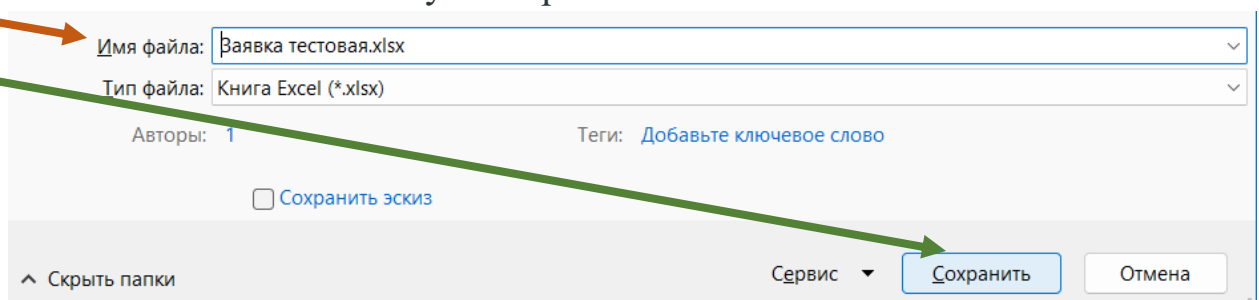 Имя файла: Заявка тестовая.xlsx
Тип файла: Книга Excel (*.xlsx)
Авторы: 1 Теги: Добавьте ключевое слово
Сохранить эскиз
Скрыть папки Сервис Сохранить Отмена